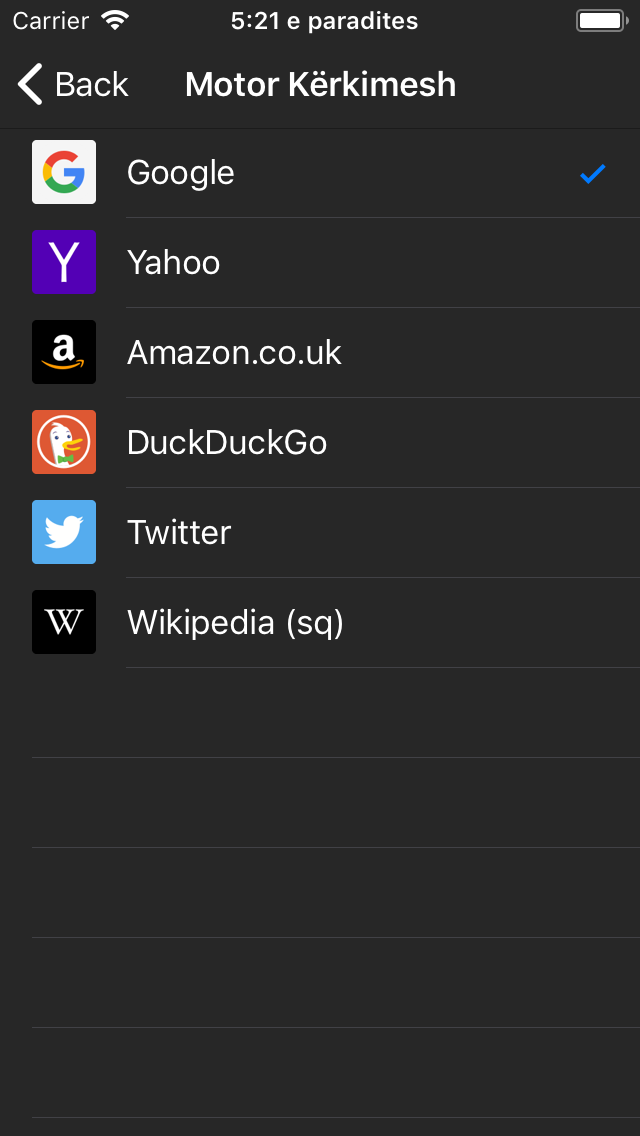 Carrier 5:21 e paradites
Back Motor Kërkimesh
Google
Yahoo
Amazon.co.uk
DuckDuckGo
Twitter
Wikipedia (sq)